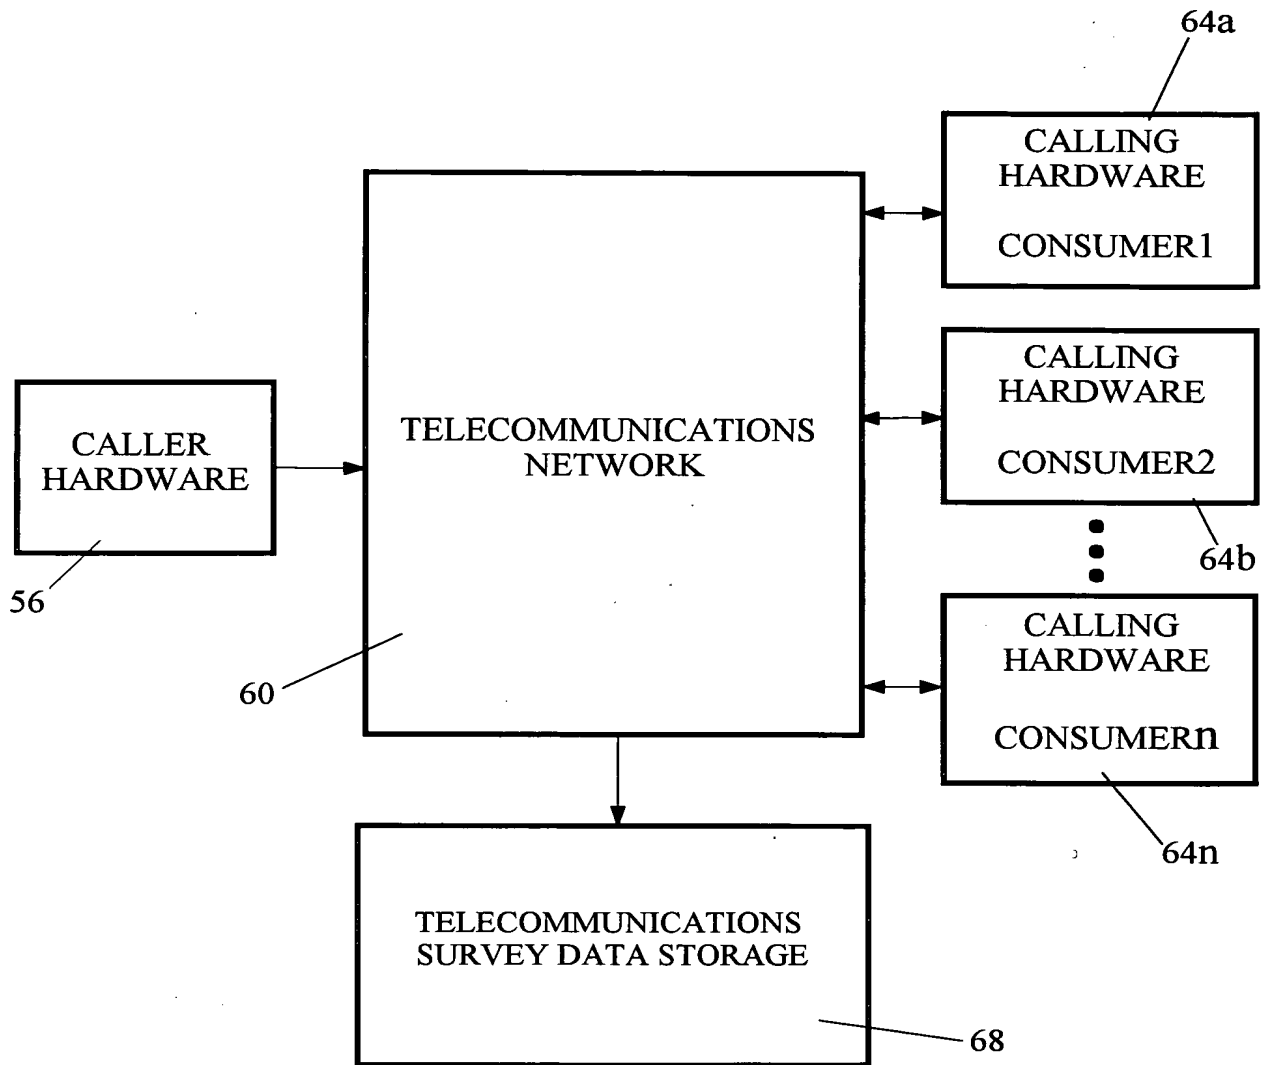 64a
CALLING
HARDWARE
CONSUMER1
CALLING
HARDWARE
CONSUMER2
64b
CALLER
HARDWARE
56
TELECOMMUNICATIONS
NETWORK
60
CALLING
HARDWARE
CONSUMERn
64n
TELECOMMUNICATIONS
SURVEY DATA STORAGE
68